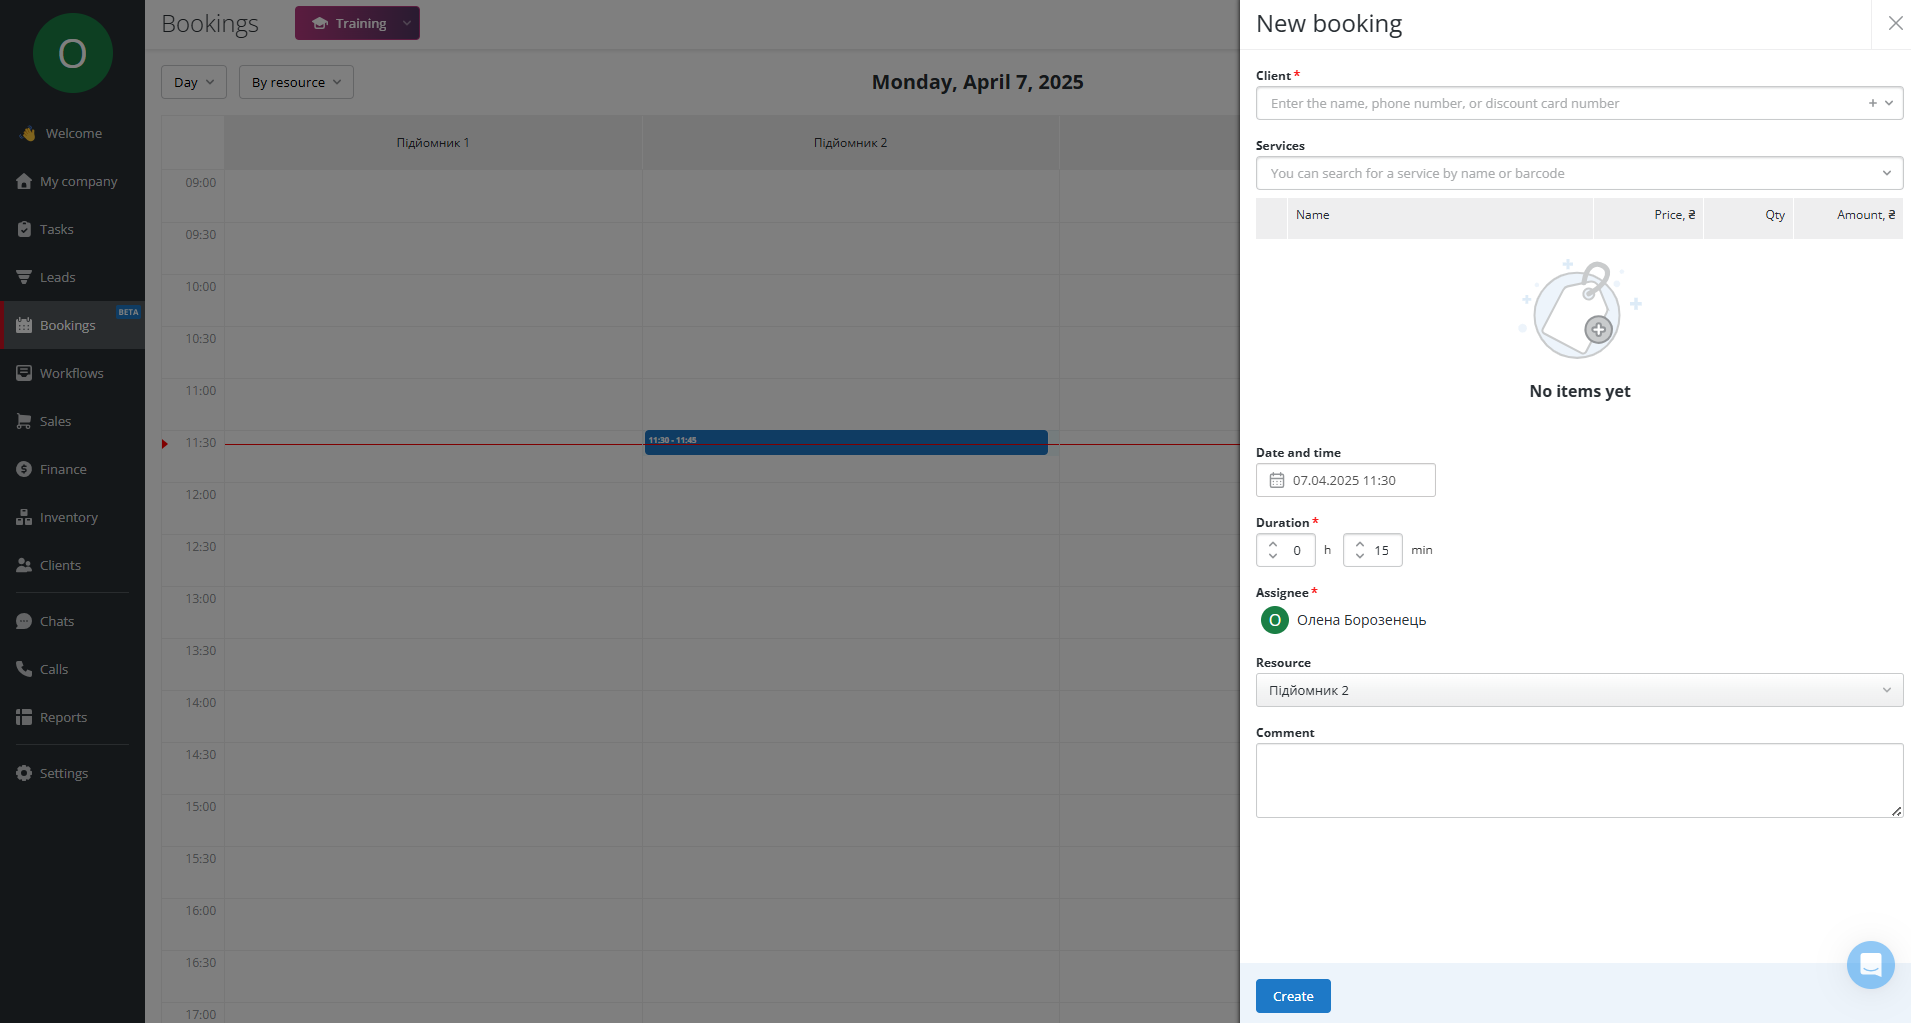 O
Welcome
My company
Tasks
Leads
Bookings
BETA
Workflows
Sales
Finance
Inventory
Clients
Chats
Calls
Reports
Settings
Bookings
Training
Day
By resource
Monday, April 7, 2025
Підйомник 1
Підйомник 2
09:00
09:30
10:00
10:30
11:00
11:30
11:30 - 11:45
12:00
12:30
13:00
13:30
14:00
14:30
15:00
15:30
16:00
16:30
17:00
New booking
Client *
Enter the name, phone number, or discount card number
Services
You can search for a service by name or barcode
Name Price, ₴ Qty Amount, ₴
No items yet
Date and time
07.04.2025 11:30
Duration *
0 h 15 min
Assignee *
O Олена Борозенець
Resource
Підйомник 2
Comment
Create